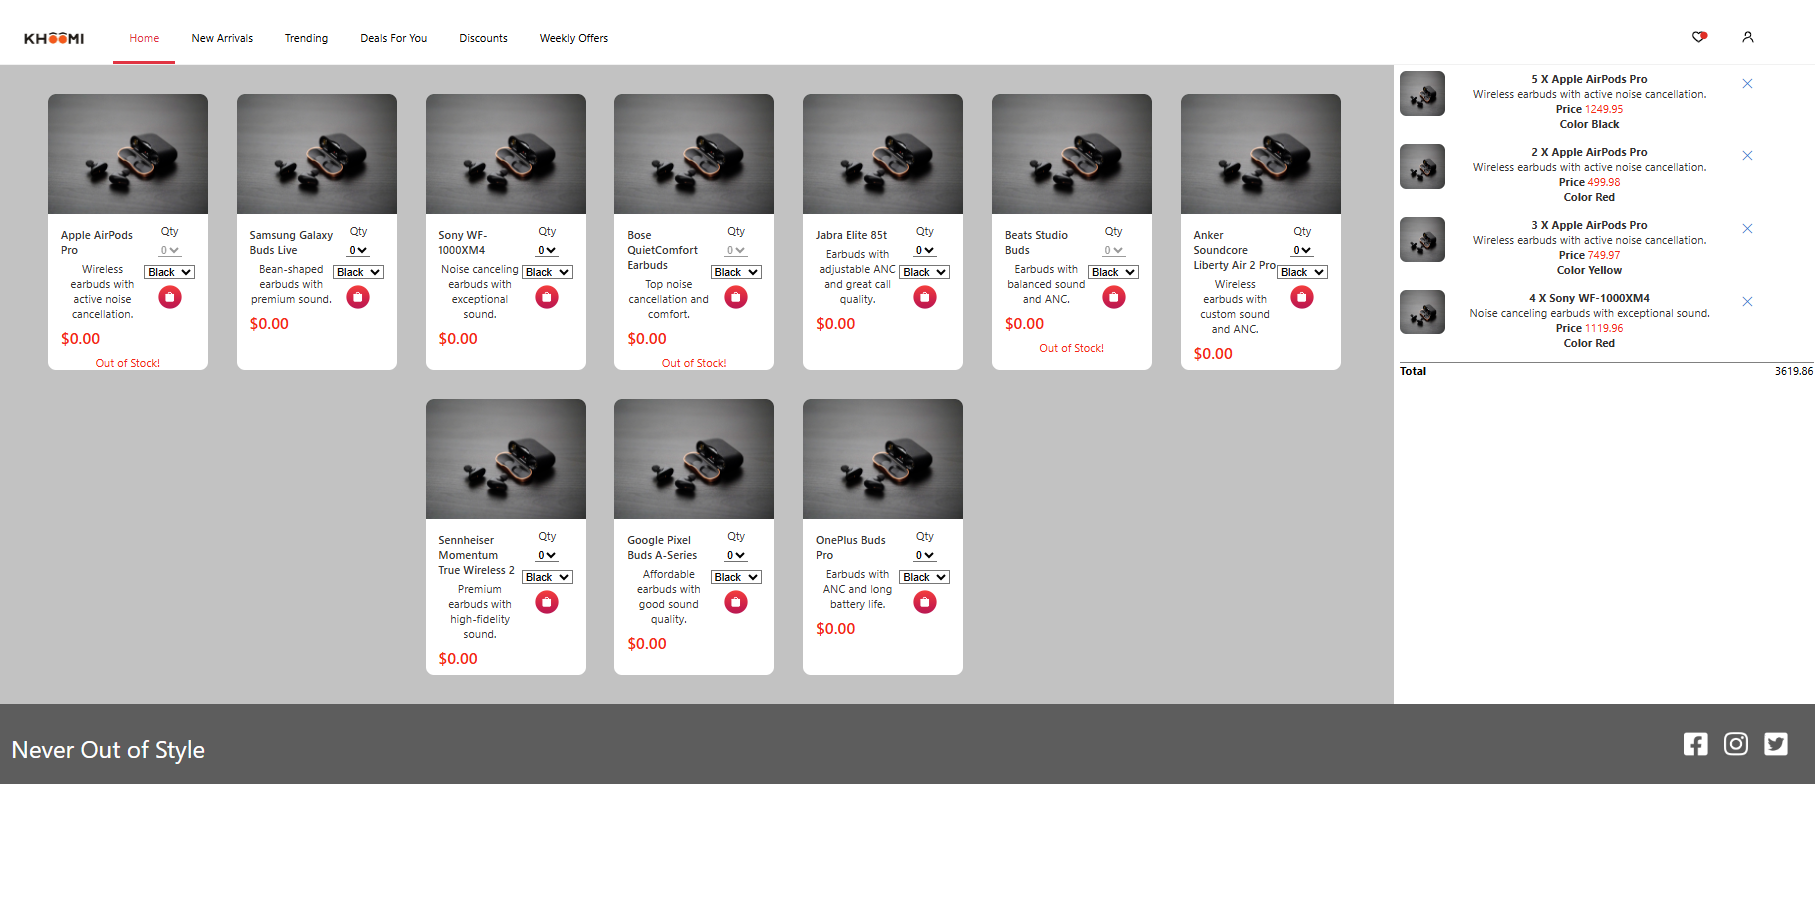 KHOOMI
Home
New Arrivals
Trending
Deals For You
Discounts
Weekly Offers
Apple AirPods
Pro
Wireless
earbuds with
active noise
cancellation.
$0.00
Out of Stock!
Qty
0
Black
Samsung Galaxy
Buds Live
Bean-shaped
earbuds with
premium sound.
$0.00
Qty
0
Black
Sony WF-
1000XM4
Noise canceling
earbuds with
exceptional
sound.
$0.00
Qty
0
Black
Bose
QuietComfort
Earbuds
Top noise
cancellation and
comfort.
$0.00
Out of Stock!
Qty
0
Black
Jabra Elite 85t
Earbuds with
adjustable ANC
and great call
quality.
$0.00
Qty
0
Black
Beats Studio
Buds
Earbuds with
balanced sound
and ANC.
$0.00
Out of Stock!
Qty
0
Black
Anker
Soundcore
Liberty Air 2 Pro
Wireless
earbuds with
custom sound
and ANC.
$0.00
Qty
0
Black
Sennheiser
Momentum
True Wireless 2
Premium
earbuds with
high-fidelity
sound.
$0.00
Qty
0
Black
Google Pixel
Buds A-Series
Affordable
earbuds with
good sound
quality.
$0.00
Qty
0
Black
OnePlus Buds
Pro
Earbuds with
ANC and long
battery life.
$0.00
Qty
0
Black
5 X Apple AirPods Pro
Wireless earbuds with active noise cancellation.
Price 1249.95
Color Black
2 X Apple AirPods Pro
Wireless earbuds with active noise cancellation.
Price 499.98
Color Red
3 X Apple AirPods Pro
Wireless earbuds with active noise cancellation.
Price 749.97
Color Yellow
4 X Sony WF-1000XM4
Noise canceling earbuds with exceptional sound.
Price 1119.96
Color Red
Total 3619.86
Never Out of Style